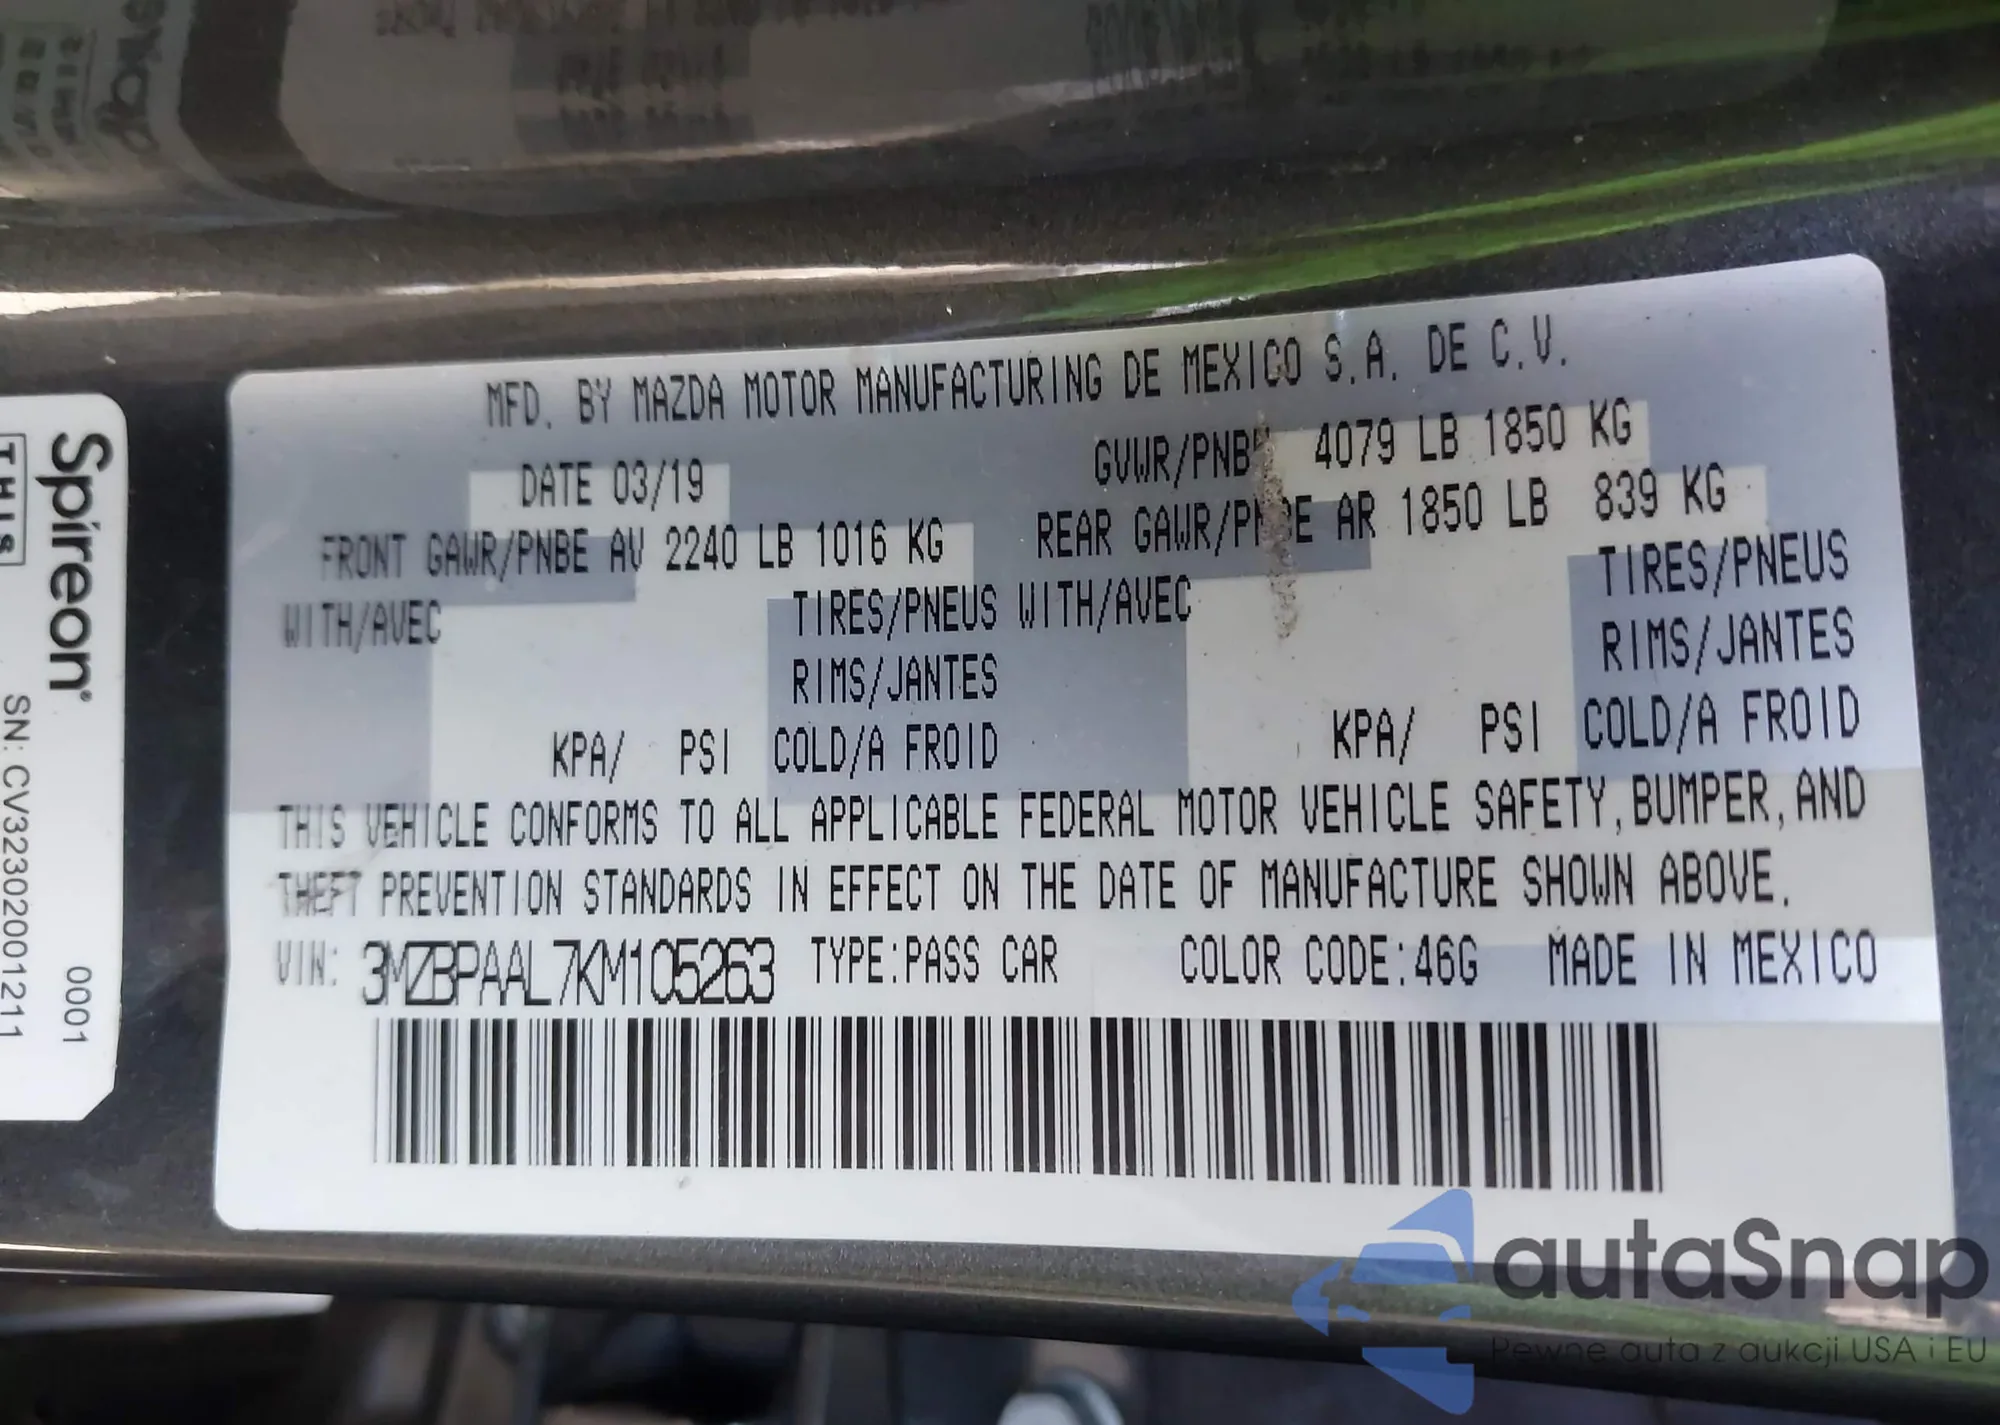 MFD. BY MAZDA MOTOR MANUFACTURING DE MEXICO S.A. DE C.V.
DATE 03/19 GVWR/PNBV 4079 LB 1850 KG
FRONT GAWR/PNBE AV 2240 LB 1016 KG REAR GAWR/PNBE AR 1850 LB 839 KG
WITH/AVEC TIRES/PNEUS WITH/AVEC TIRES/PNEUS
RIMS/JANTES RIMS/JANTES
KPA/ PSI COLD/A FROID KPA/ PSI COLD/A FROID
THIS VEHICLE CONFORMS TO ALL APPLICABLE FEDERAL MOTOR VEHICLE SAFETY, BUMPER, AND
THEFT PREVENTION STANDARDS IN EFFECT ON THE DATE OF MANUFACTURE SHOWN ABOVE.
VIN: 3MZBPAAL7KM105263 TYPE:PASS CAR COLOR CODE:46G MADE IN MEXICO
Spireon®
THIS
SN: CV32302001211
0001
autaSnap
Pewne auta z aukcji USA i EU